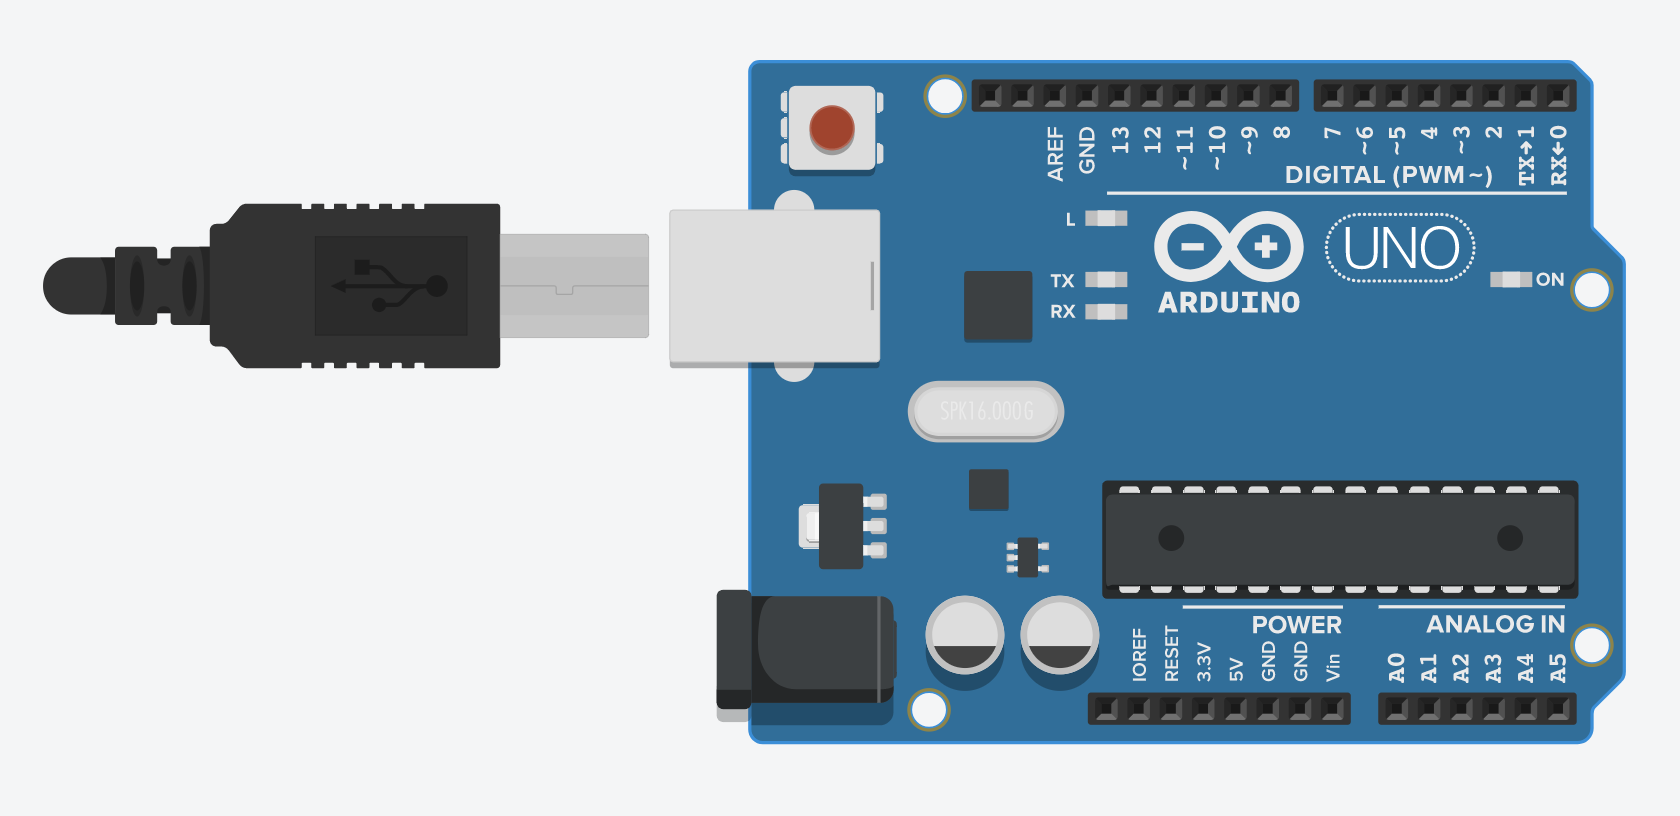 AREF
GND
13
12
~11
~10
~9
8
7
~6
~5
4
~3
2
TX→1
RX←0
DIGITAL (PWM~)
L
TX
RX
ARDUINO
UNO
ON
SPK16.000G
POWER
ANALOG IN
IOREF
RESET
3.3V
5V
GND
GND
Vin
A0
A1
A2
A3
A4
A5